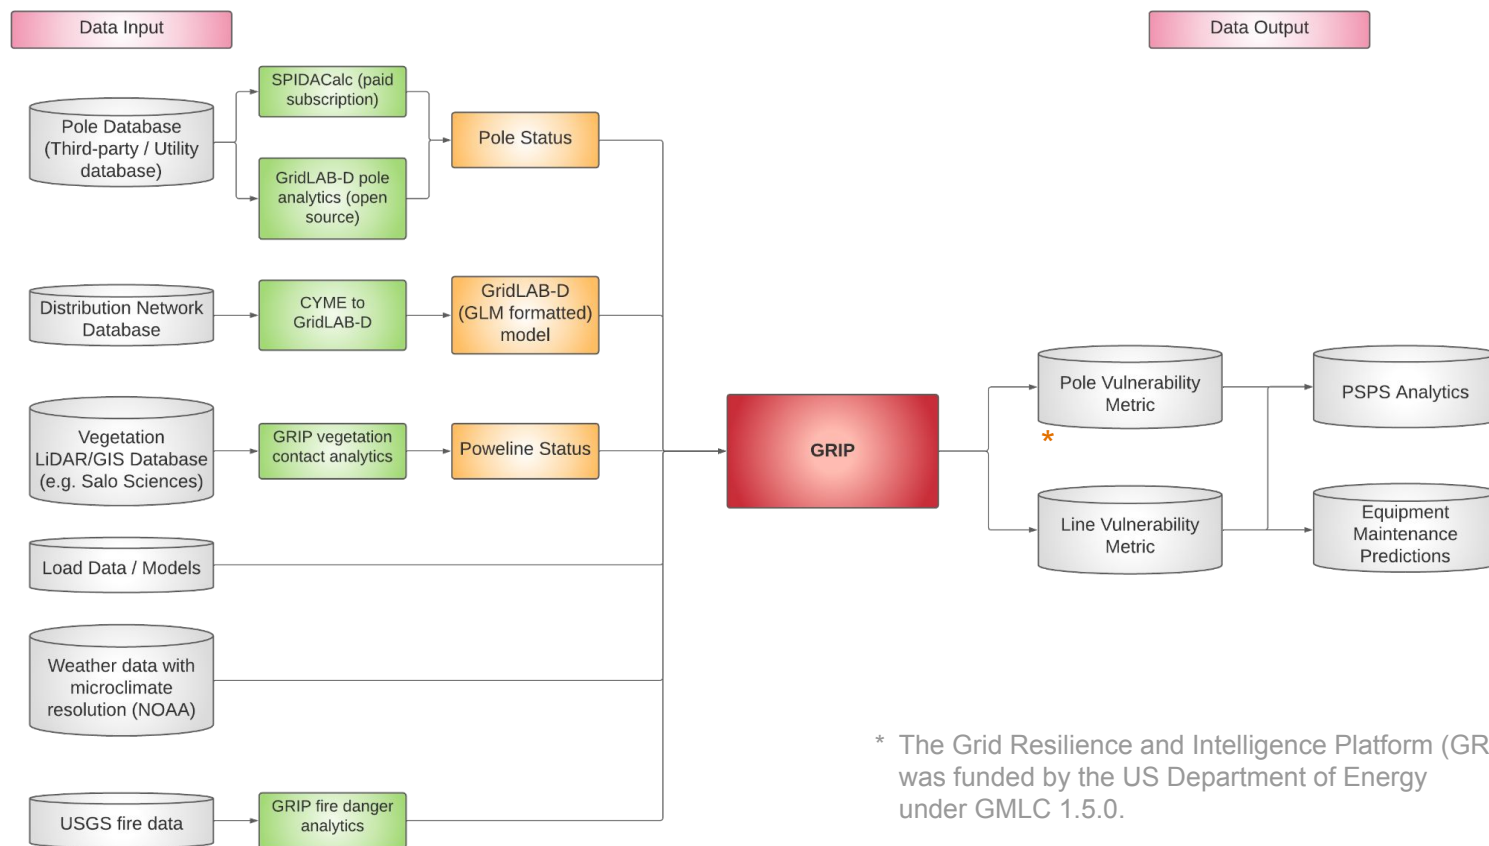 Data Input
Data Output
Pole Database
(Third-party / Utility
database)
SPIDACalc (paid
subscription)
GridLAB-D pole
analytics (open
source)
Pole Status
Distribution Network
Database
CYME to
GridLAB-D
GridLAB-D
(GLM formatted)
model
Vegetation
LiDAR/GIS Database
(e.g. Salo Sciences)
GRIP vegetation
contact analytics
Poweline Status
Load Data / Models
Weather data with
microclimate
resolution (NOAA)
USGS fire data
GRIP fire danger
analytics
GRIP
Pole Vulnerability
Metric
*
Line Vulnerability
Metric
PSPS Analytics
Equipment
Maintenance
Predictions
* The Grid Resilience and Intelligence Platform (GR
was funded by the US Department of Energy
under GMLC 1.5.0.